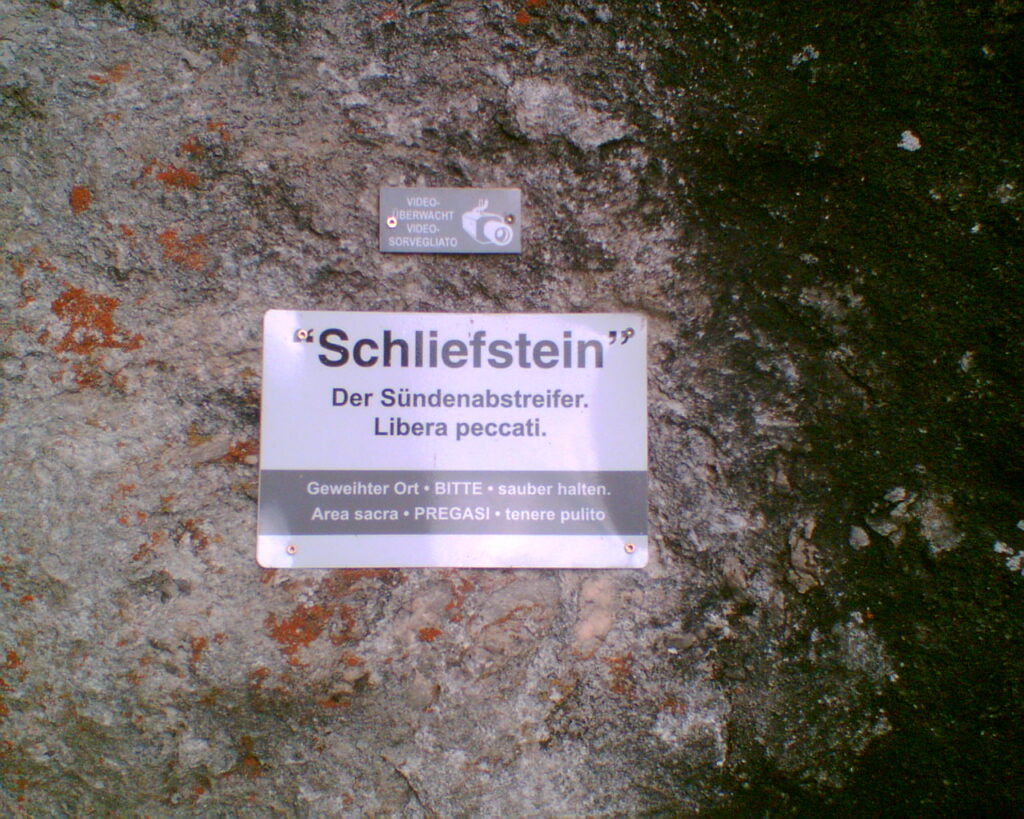 VIDEO-
ÜBERWACHT
VIDEO-
SORVEGLIATO
“Schliefstein”
Der Sündenabstreifer.
Libera peccati.
Geweihter Ort • BITTE • sauber halten.
Area sacra • PREGASI • tenere pulito